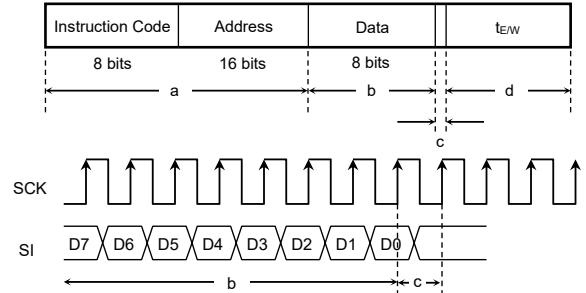 Instruction Code Address Data tE/W
8 bits 16 bits 8 bits
a b d
c
SCK
SI D7 D6 D5 D4 D3 D2 D1 D0
b c